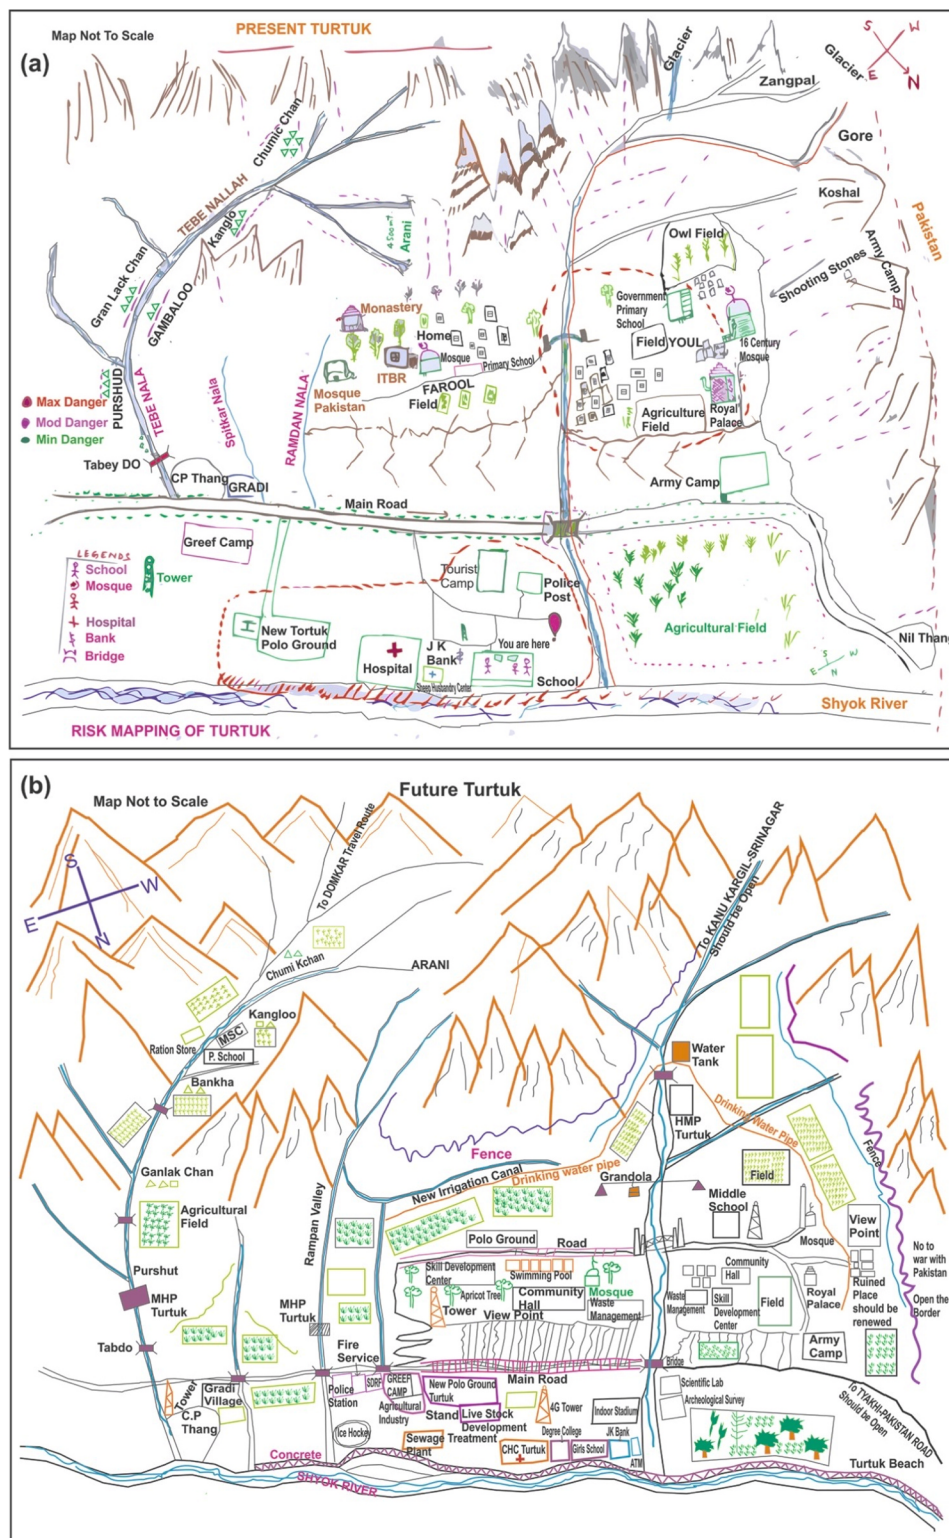 PRESENT TURTUK
Map Not To Scale
(a)
S W
E N
Glacier
Glacier
Zangpal
Gore
Koshal
Pakistan
Chumic Chan
TEBE NALLAH
Kanglo
Arani
Gran Lack Chan
GAMBALOO
Owl Field
Army Camp
Shooting Stones
Monastery
Government
Primary
School
Home
Mosque
Primary School
Field YOUL
16 Century
Mosque
ITBR
Mosque
Pakistan
FAROOL
Field
Agriculture
Field
Royal
Palace
PURSHUD
TEBE NALA
Spitkar Nala
RAMDAN NALA
Max Danger
Mod Danger
Min Danger
Tabey DO
CP Thang
GRADI
Army Camp
Main Road
Greef Camp
LEGENDS
School
Mosque
Hospital
Bank
Bridge
Tower
Tourist
Camp
Police
Post
Agricultural Field
New Tortuk
Polo Ground
H
You are here
J K
Bank
Hospital
Sheep Husbandry Center
School
Nil Thang
S W
E N
Shyok River
RISK MAPPING OF TURTUK
(b)
Future Turtuk
Map Not to Scale
S
W
E
N
To DOMKAR Travel Route
To KANU KARGIL-SRINAGAR
Should be Open
Chumi Kchan
ARANI
Kangloo
MSC
Ration Store
P. School
Bankha
Water
Tank
HMP
Turtuk
Drinking Water Pipe
Fence
Fence
Drinking water pipe
New Irrigation Canal
Ganlak Chan
Agricultural
Field
Rampan Valley
Grandola
Field
Middle
School
View
Point
Mosque
No to
war with
Pakistan
Open the
Border
Polo Ground
Road
Purshut
MHP
Turtuk
Skill Development
Center
Swimming Pool
Community
Hall
Apricot Tree
Community
Hall
Mosque
Waste
Management
Waste
Management
Skill
Development
Center
Field
Royal
Palace
Ruined
Place
should be
renewed
MHP
Turtuk
Tower
View Point
Tabdo
Fire
Service
Army
Camp
Bridge
Main Road
Tower
Gradi
Village
C.P
Thang
Police
Station
SDRF
GREEF
CAMP
Agricultural
Industry
New Polo Ground
Turtuk
Stand
Live Stock
Development
4G Tower
Indoor Stadium
Scientific Lab
Archeological Survey
To TYAKHI-PAKISTAN ROAD
Should be Open
Ice Hockey
Sewage Treatment
Plant
CHC Turtuk
Degree College
Girls School
JK Bank
ATM
Concrete
SHYOK RIVER
Turtuk Beach